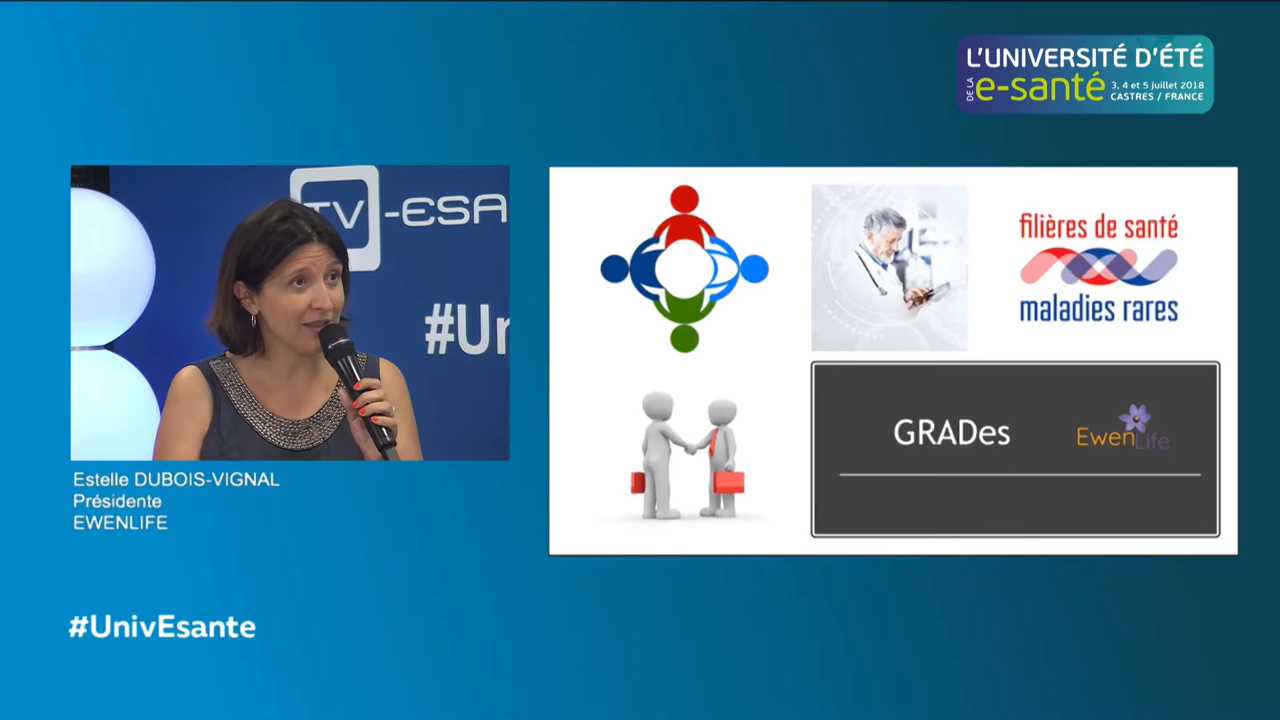 L'UNIVERSITÉ D'ÉTÉ
DE LA e-santé 3, 4 et 5 juillet 2018
CASTRES / FRANCE
TV-ESA
#Un
Estelle DUBOIS-VIGNAL
Présidente
EWENLIFE
filières de santé
maladies rares
GRADes
EwenLife
#UnivEsante